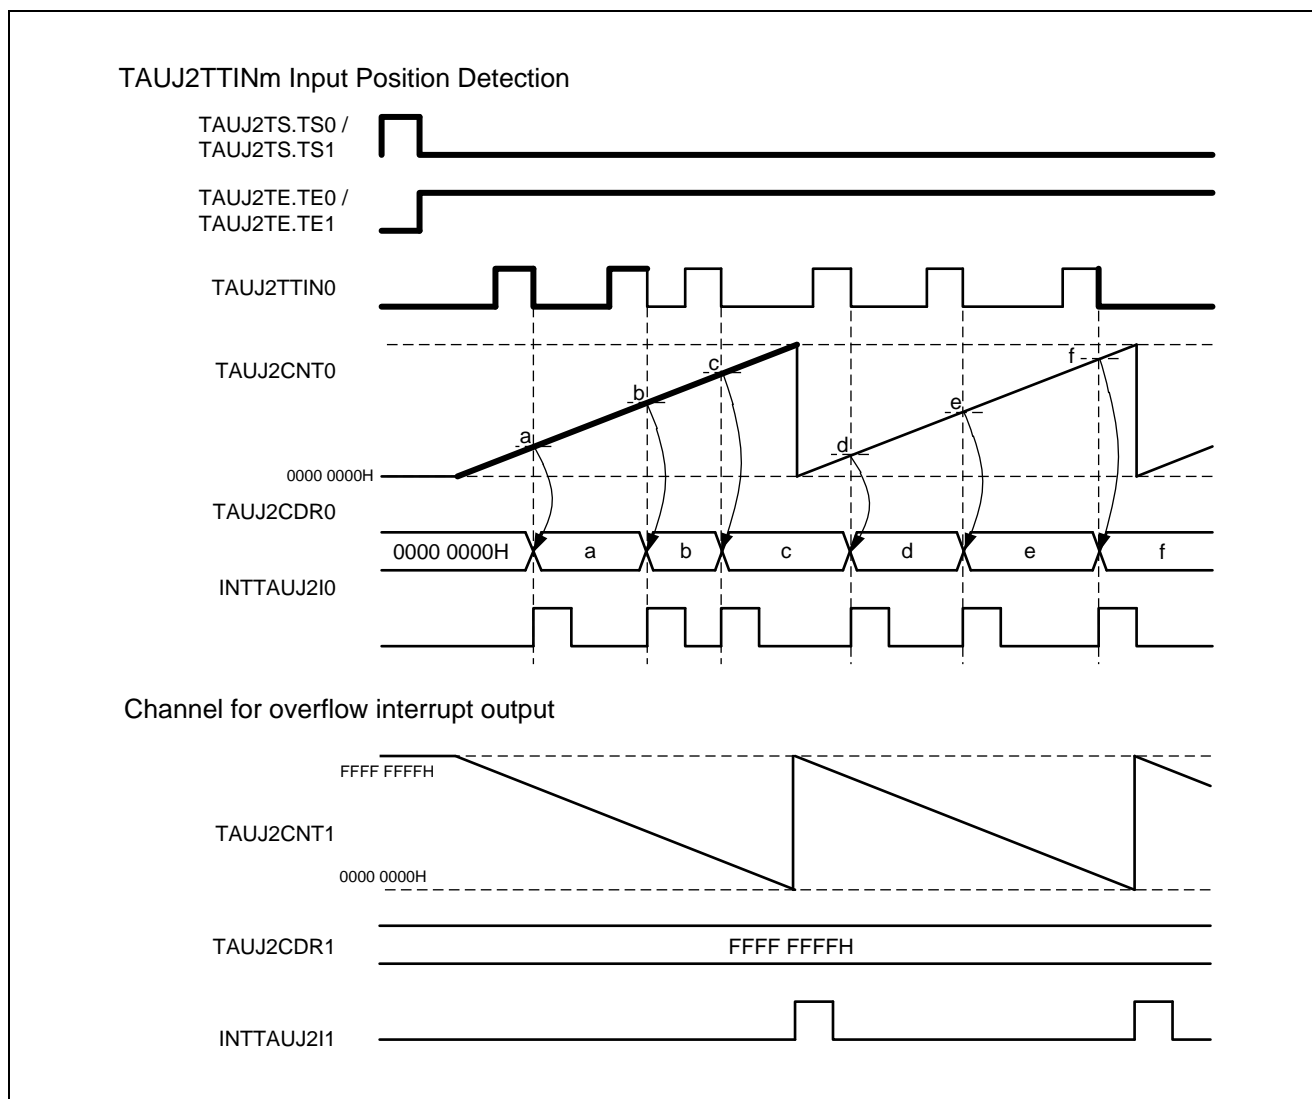 TAUJ2TTINm Input Position Detection
TAUJ2TS.TS0 /
TAUJ2TS.TS1
TAUJ2TE.TE0 /
TAUJ2TE.TE1
TAUJ2TTIN0
TAUJ2CNT0
a
b
c
d
e
f
0000 0000H
TAUJ2CDR0
0000 0000H a b c d e f
INTTAUJ2I0
Channel for overflow interrupt output
FFFF FFFFH
TAUJ2CNT1
0000 0000H
TAUJ2CDR1
FFFF FFFFH
INTTAUJ2I1